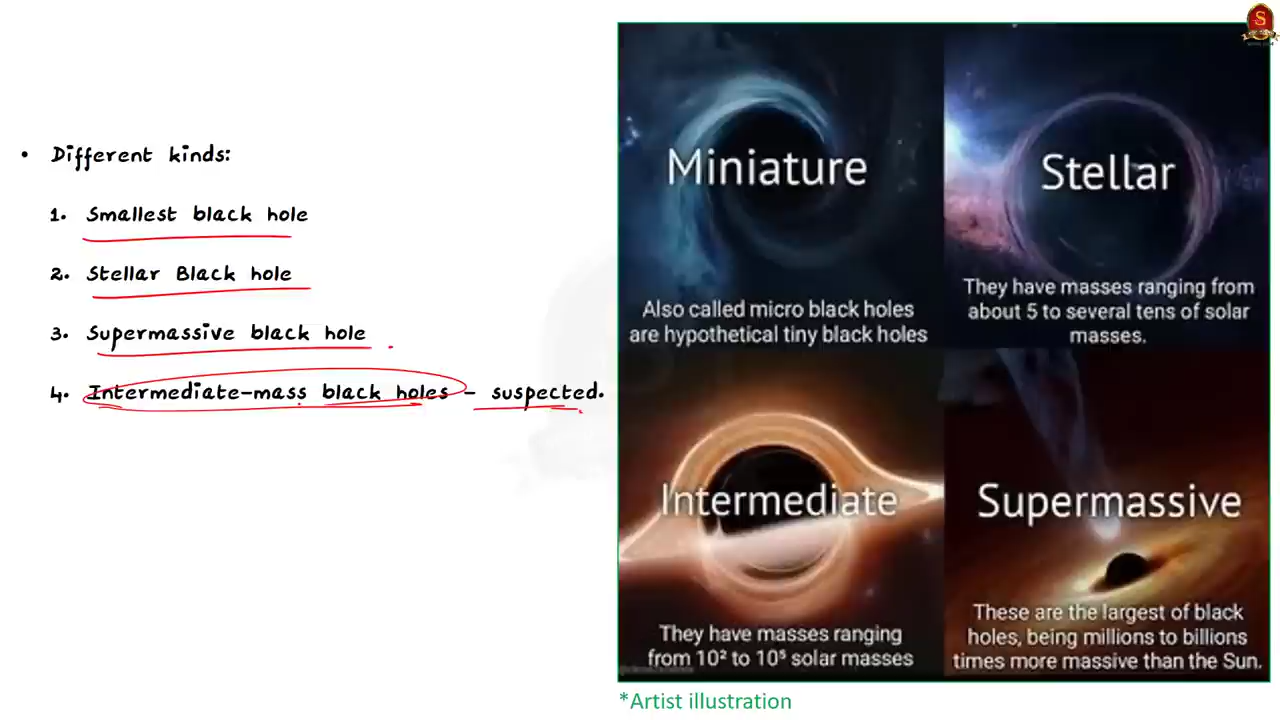 • Different kinds:
1. Smallest black hole
2. Stellar Black hole
3. Supermassive black hole
4. Intermediate-mass black holes - suspected.
Miniature
Also called micro black holes
are hypothetical tiny black holes
Stellar
They have masses ranging from
about 5 to several tens of solar
masses.
Intermediate
They have masses ranging
from 10² to 10⁵ solar masses
Supermassive
These are the largest of black
holes, being millions to billions
times more massive than the Sun.
*Artist illustration
S